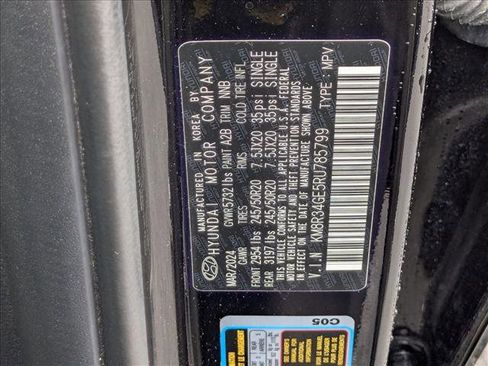 MANUFACTURED IN KOREA BY
HYUNDAI MOTOR COMPANY
MAR/2024 GVWR 5732 lbs PAINT A2B TRIM NNB
GAWR TIRES RIMS COLD TIRE INFL.
FRONT 2954 lbs 245/50R20 7.5JX20 35psi SINGLE
REAR 3197 lbs 245/50R20 7.5JX20 35psi SINGLE
THIS VEHICLE CONFORMS TO ALL APPLICABLE U.S.A. FEDERAL
MOTOR VEHICLE SAFETY AND THEFT PREVENTION STANDARDS
IN EFFECT ON THE DATE OF MANUFACTURE SHOWN ABOVE.
V.I.N KM8R34GE5RU785799 TYPE: MPV
C05